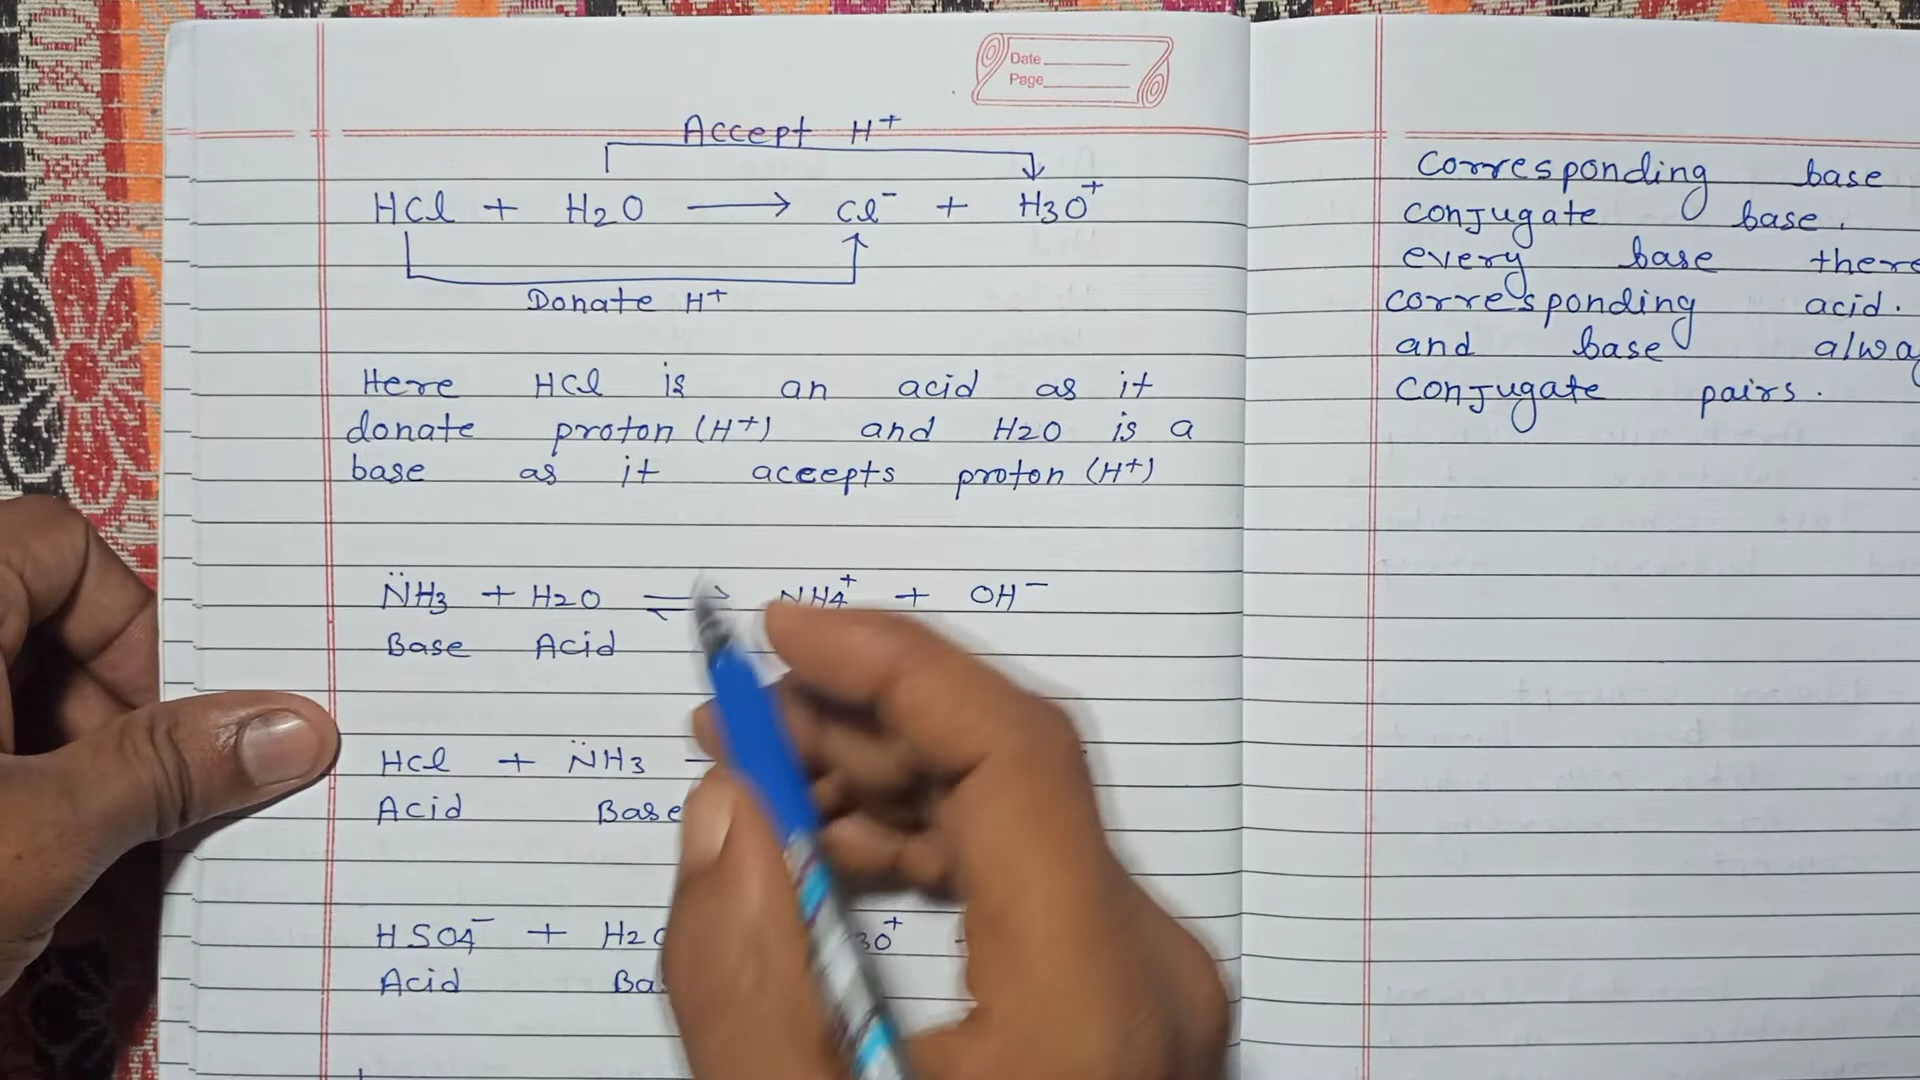 Date
Page
Accept H+
HCl + H2O ⟶ Cl⁻ + H3O⁺
Donate H+
Here HCl is an acid as it
donate proton (H+) and H2O is a
base as it accepts proton (H+)
N̈H3 + H2O ⇌ NH4⁺ + OH⁻
Base Acid
HCl + N̈H3
Acid Base
HSO4⁻ + H2O 3O⁺
Acid
corresponding base
conjugate base.
every base there
corresponding acid.
and base
conjugate pairs.